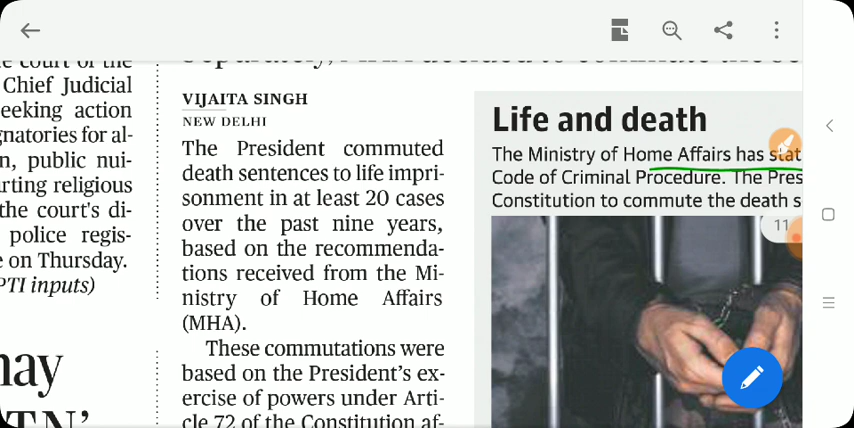 e court of the
Chief Judicial
eeking action
gnatories for al-
n, public nui-
rting religious
the court's di-
police regis-
e on Thursday.
PTI inputs)
nay
VIJAITA SINGH
NEW DELHI
The President commuted
death sentences to life impri-
sonment in at least 20 cases
over the past nine years,
based on the recommenda-
tions received from the Mi-
nistry of Home Affairs
(MHA).
These commutations were
based on the President's ex-
ercise of powers under Arti-
cle 72 of the Constitution af-
Life and death
The Ministry of Home Affairs has stat
Code of Criminal Procedure. The Pres
Constitution to commute the death s
11